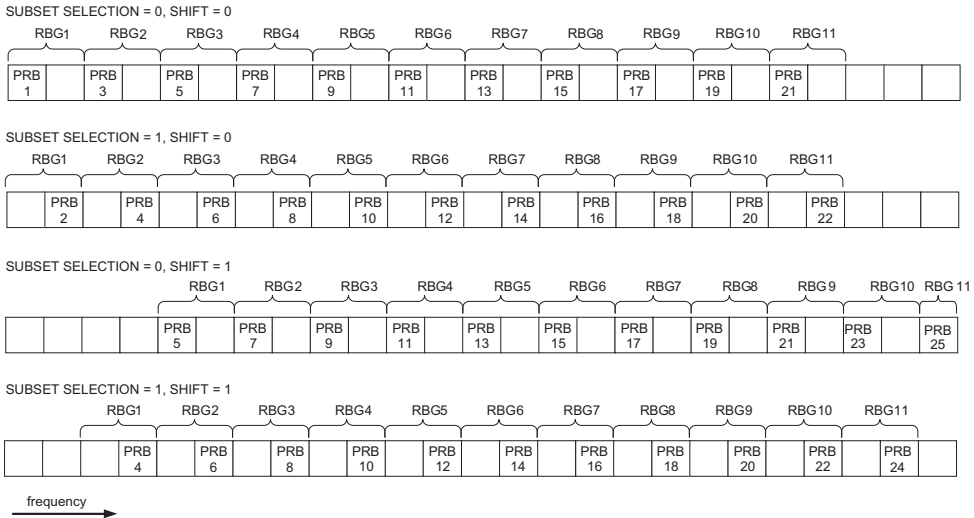 SUBSET SELECTION = 0, SHIFT = 0
RBG1 RBG2 RBG3 RBG4 RBG5 RBG6 RBG7 RBG8 RBG9 RBG10 RBG11
PRB PRB PRB PRB PRB PRB PRB PRB PRB PRB PRB
1 3 5 7 9 11 13 15 17 19 21
SUBSET SELECTION = 1, SHIFT = 0
RBG1 RBG2 RBG3 RBG4 RBG5 RBG6 RBG7 RBG8 RBG9 RBG10 RBG11
PRB PRB PRB PRB PRB PRB PRB PRB PRB PRB PRB
2 4 6 8 10 12 14 16 18 20 22
SUBSET SELECTION = 0, SHIFT = 1
RBG1 RBG2 RBG3 RBG4 RBG5 RBG6 RBG7 RBG8 RBG9 RBG10 RBG 11
PRB PRB PRB PRB PRB PRB PRB PRB PRB PRB PRB
5 7 9 11 13 15 17 19 21 23 25
SUBSET SELECTION = 1, SHIFT = 1
RBG1 RBG2 RBG3 RBG4 RBG5 RBG6 RBG7 RBG8 RBG9 RBG10 RBG11
PRB PRB PRB PRB PRB PRB PRB PRB PRB PRB PRB
4 6 8 10 12 14 16 18 20 22 24
frequency